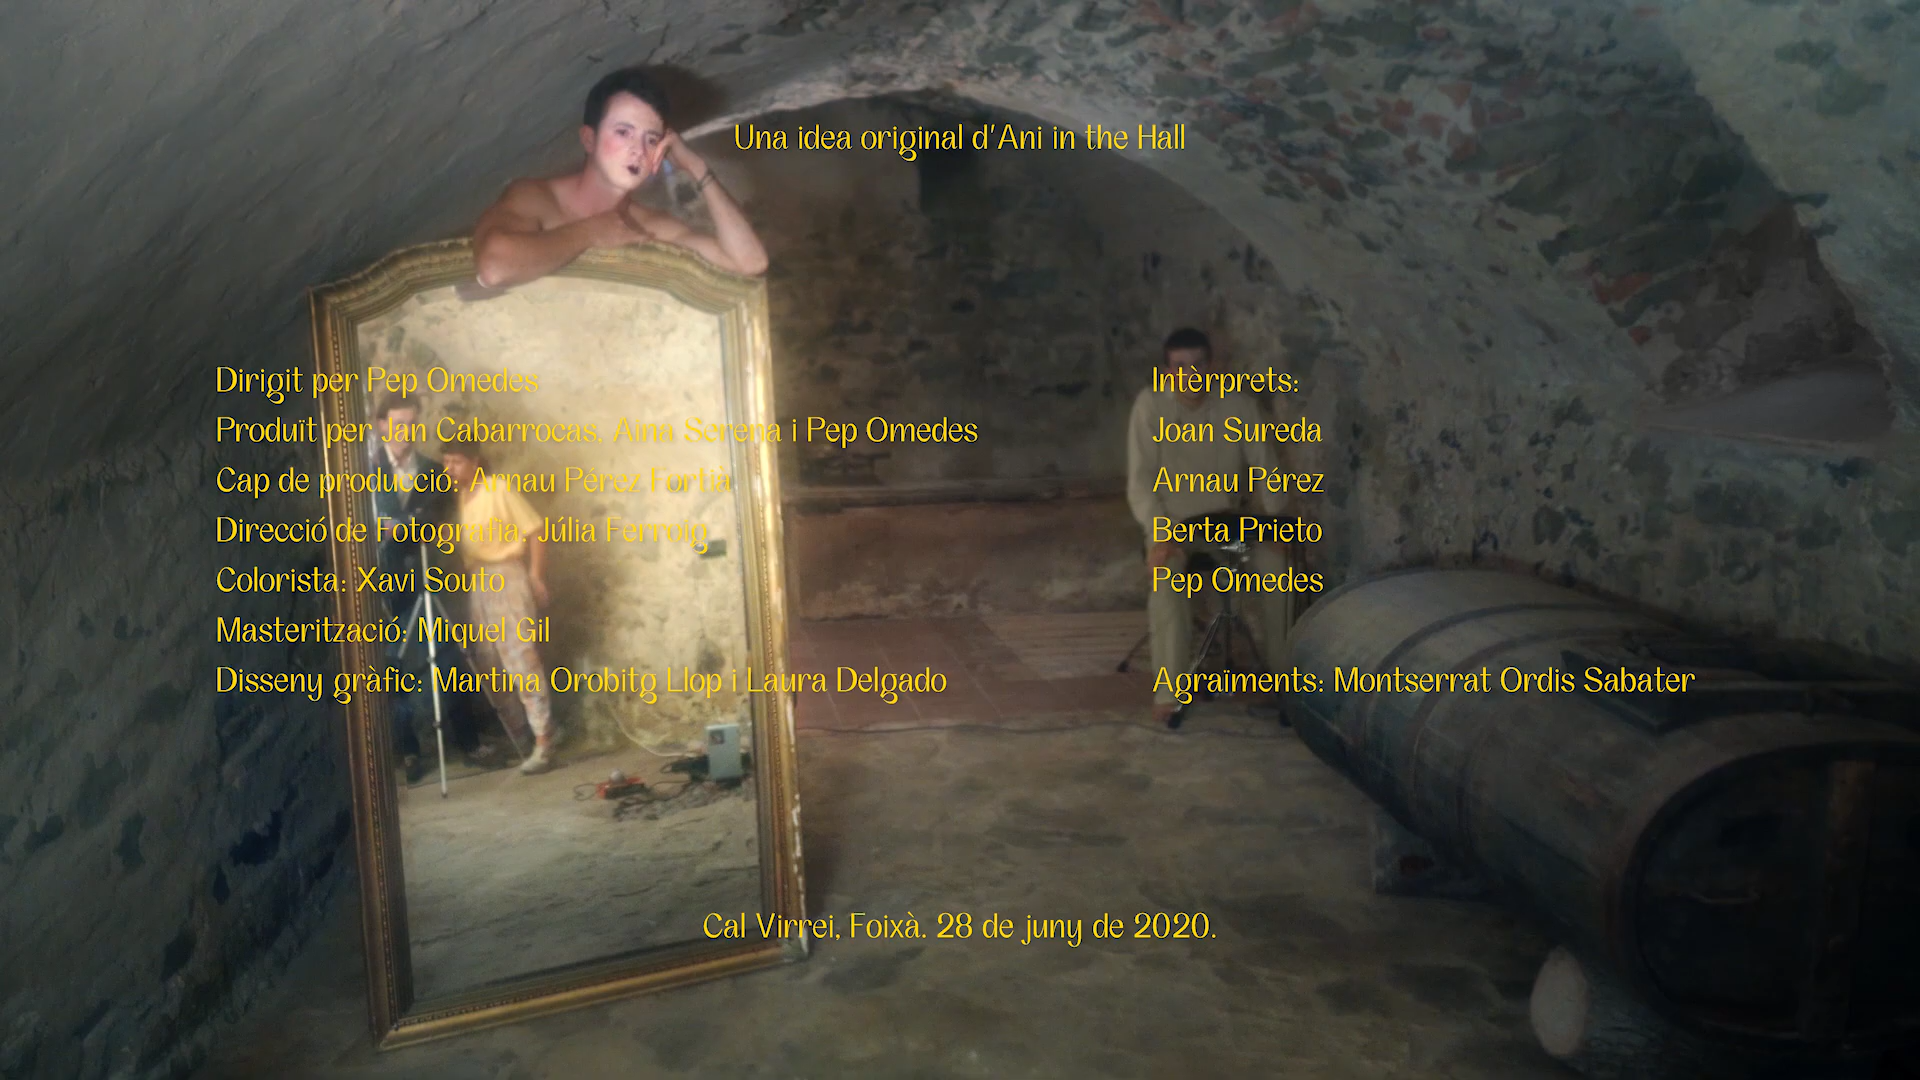 Una idea original d'Ani in the Hall
Dirigit per Pep Omedes
Produït per Jan Cabarrocas, Aina Serena i Pep Omedes
Cap de producció: Arnau Pérez Fortià
Direcció de Fotografia: Júlia Ferroig
Colorista: Xavi Souto
Masterització: Miquel Gil
Disseny gràfic: Martina Orobitg Llop i Laura Delgado
Intèrprets:
Joan Sureda
Arnau Pérez
Berta Prieto
Pep Omedes
Agraïments: Montserrat Ordis Sabater
Cal Virrei, Foixà. 28 de juny de 2020.